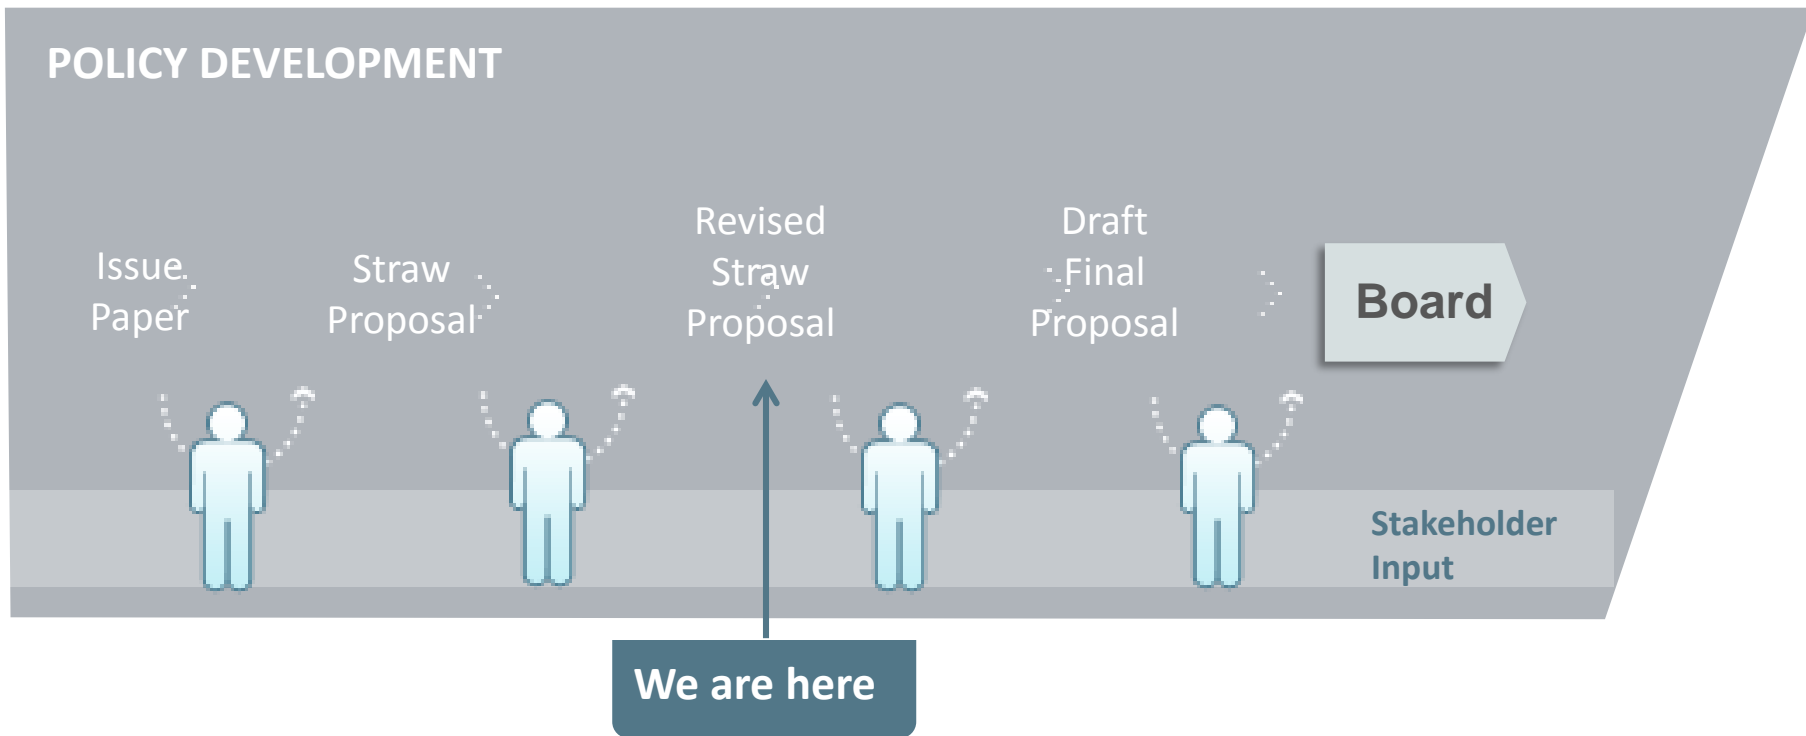 POLICY DEVELOPMENT
Issue
Paper
Straw
Proposal
Revised
Straw
Proposal
Draft
Final
Proposal
Board
Stakeholder
Input
We are here